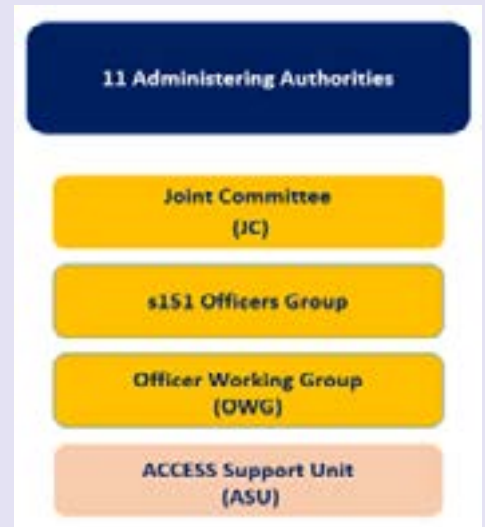 11 Administering Authorities
Joint Committee
(JC)
s151 Officers Group
Officer Working Group
(OWG)
ACCESS Support Unit
(ASU)